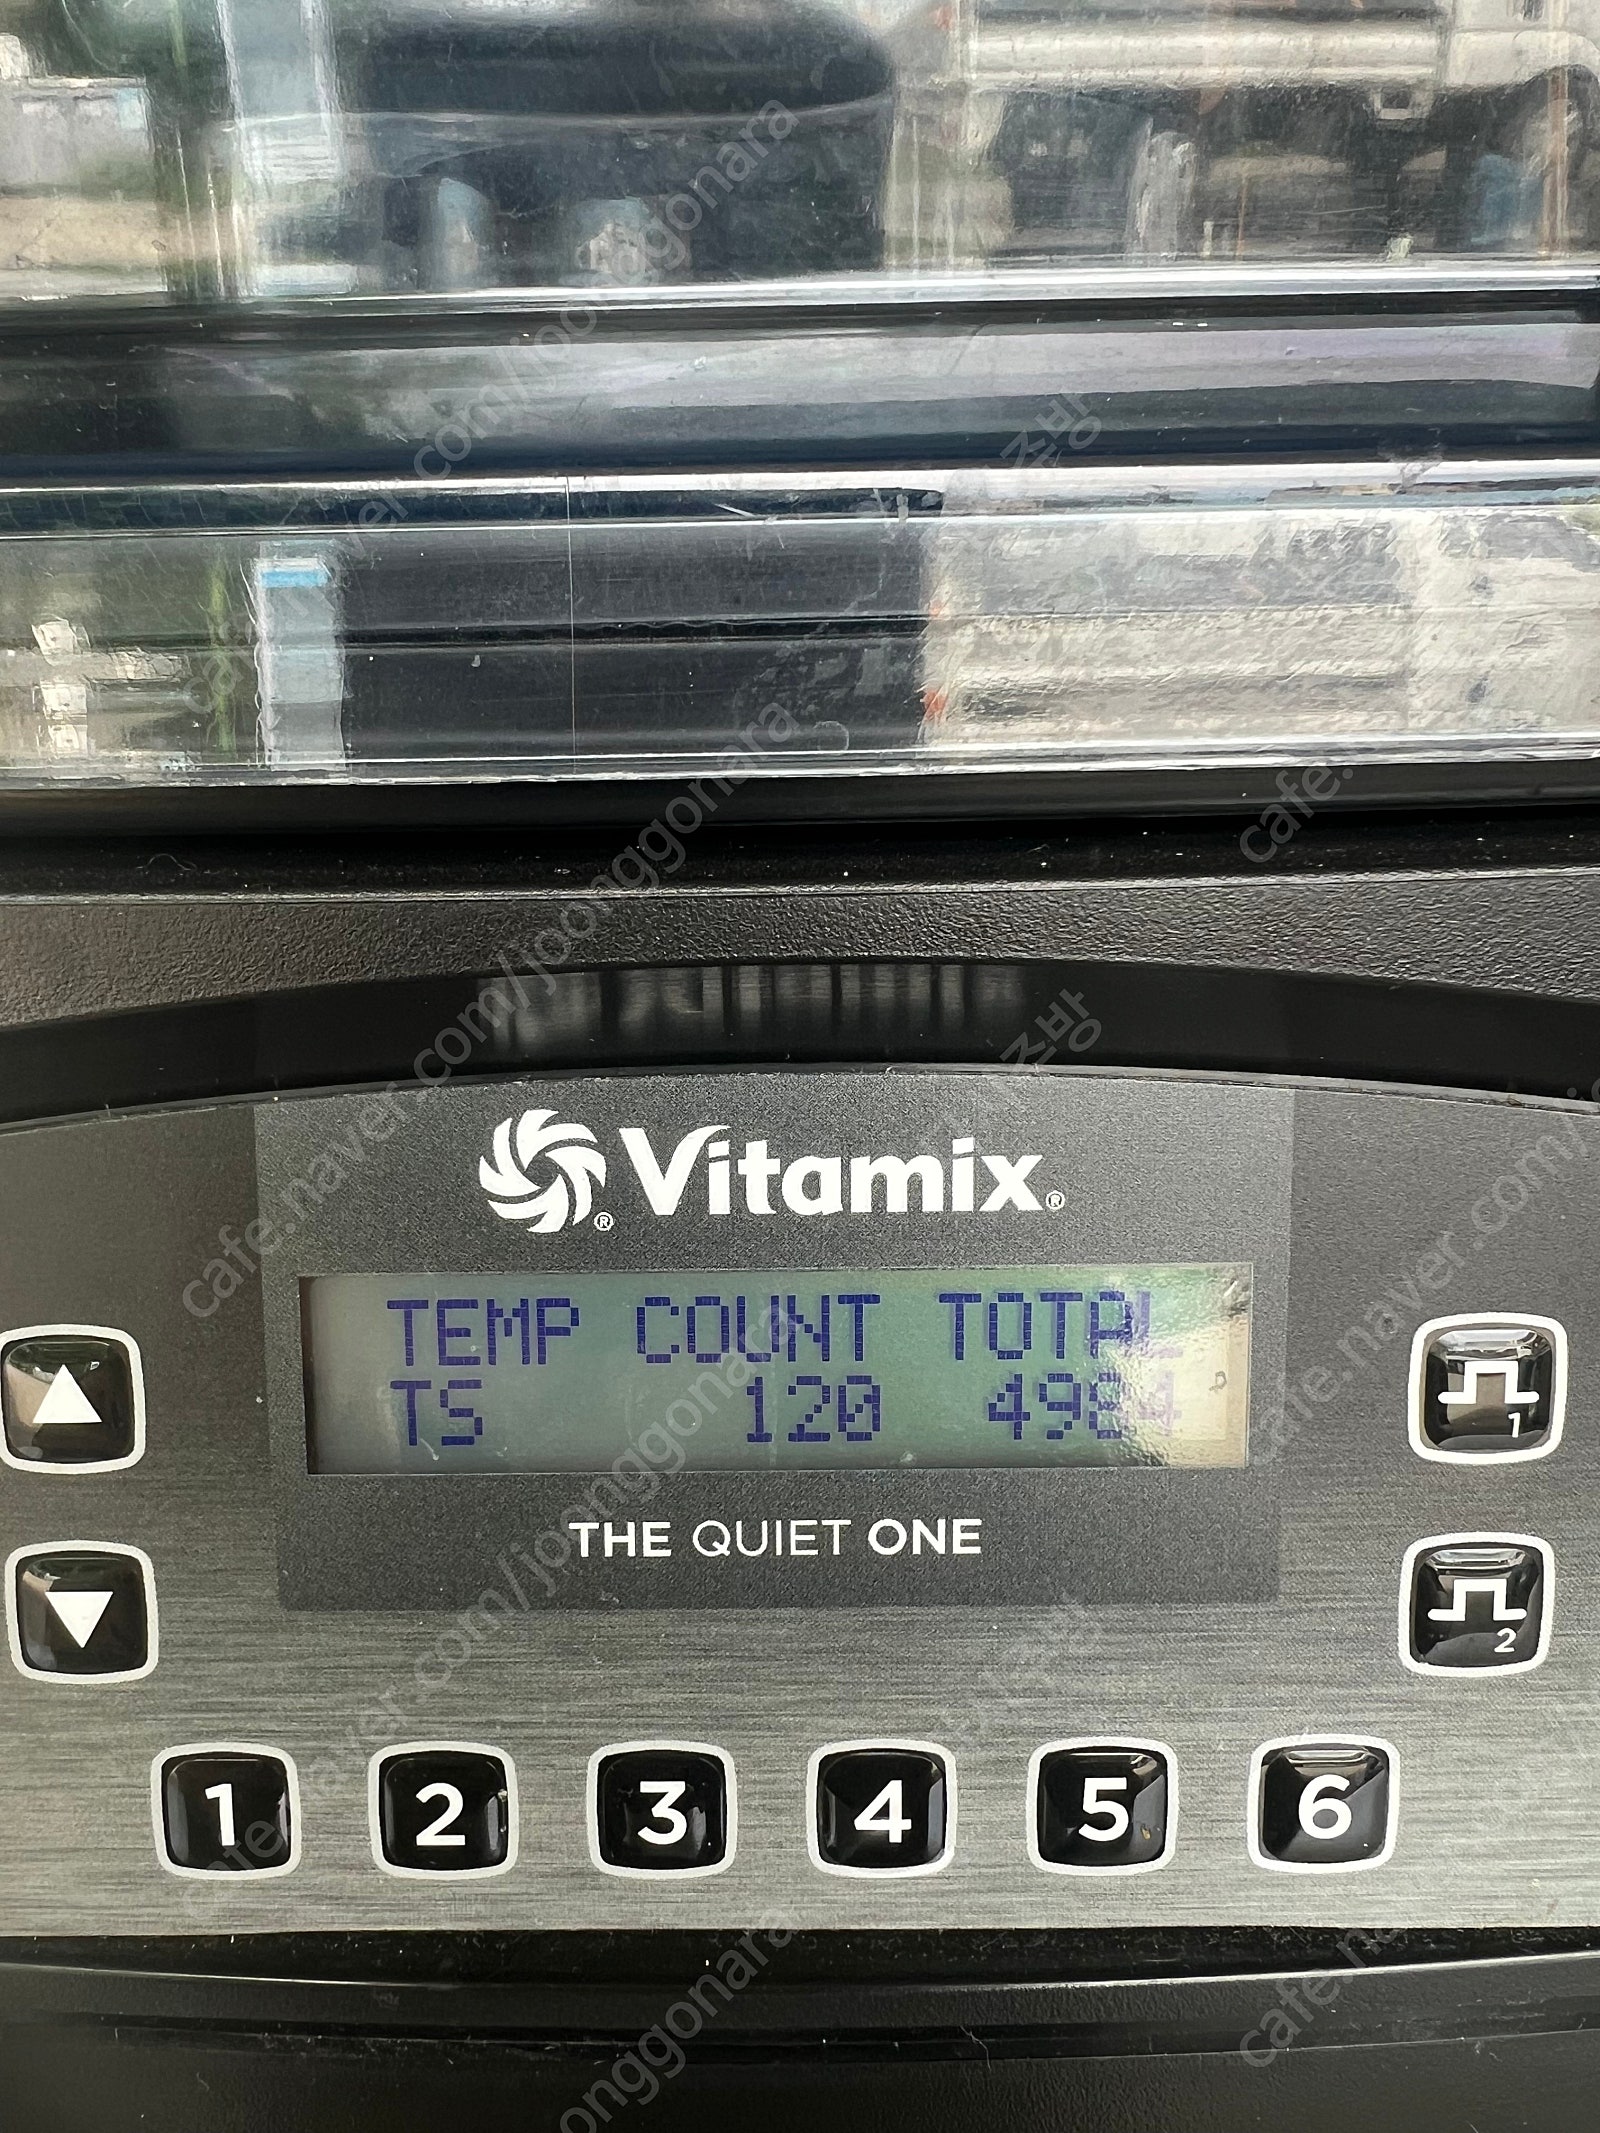 Vitamix®
TEMP COUNT TOTAL
TS 120 4984
THE QUIET ONE
1
2
1 2 3 4 5 6
cafe.naver.com/joonggonara